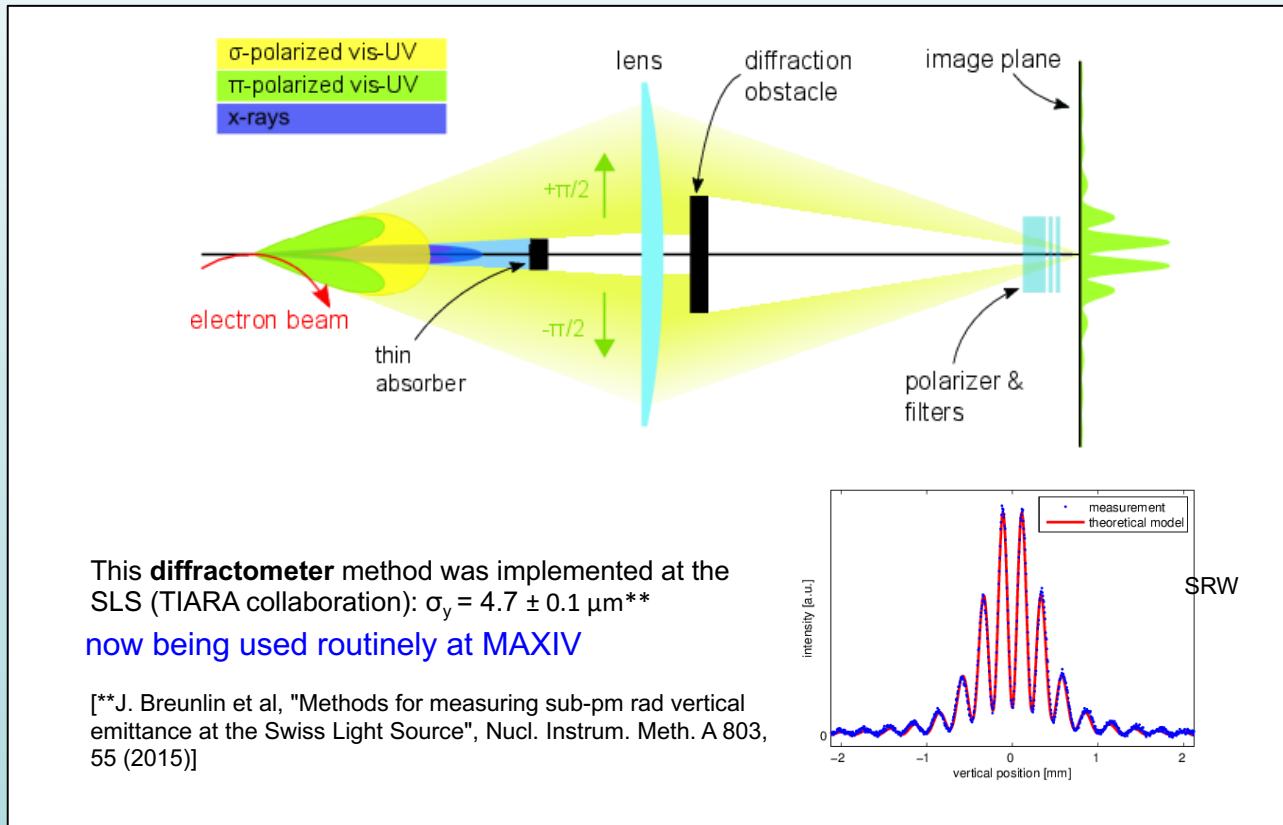 σ-polarized vis-UV
π-polarized vis-UV
x-rays
lens
diffraction
obstacle
image plane
+π/2
-π/2
electron beam
thin
absorber
polarizer &
filters
This diffractometer method was implemented at the
SLS (TIARA collaboration): σy = 4.7 ± 0.1 μm**
now being used routinely at MAXIV
[**J. Breunlin et al, "Methods for measuring sub-pm rad vertical
emittance at the Swiss Light Source", Nucl. Instrum. Meth. A 803,
55 (2015)]
measurement
theoretical model
SRW
intensity [a.u.]
0
−2 −1 0 1 2
vertical position [mm]